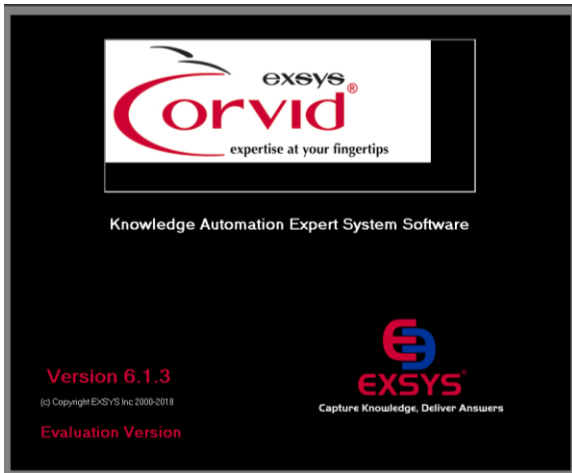 exsys
Corvid®
expertise at your fingertips
Knowledge Automation Expert System Software
Version 6.1.3
(c) Copyright EXSYS Inc 2000-2018
Evaluation Version
EXSYS®
Capture Knowledge, Deliver Answers